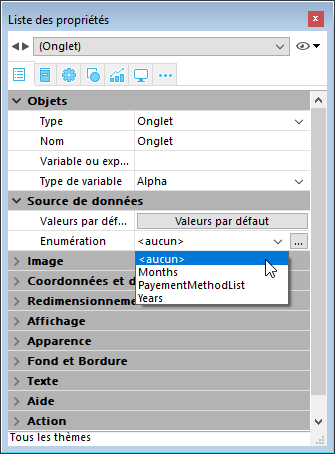 Liste des propriétés
(Onglet)
Objets
Type Onglet
Nom Onglet
Variable ou exp...
Type de variable Alpha
Source de données
Valeurs par déf... Valeurs par défaut
Enumération <aucun> ...
Image <aucun>
Months
Coordonnées et d PayementMethodList
Redimensionneme Years
Affichage
Apparence
Fond et Bordure
Texte
Aide
Action
Tous les thèmes